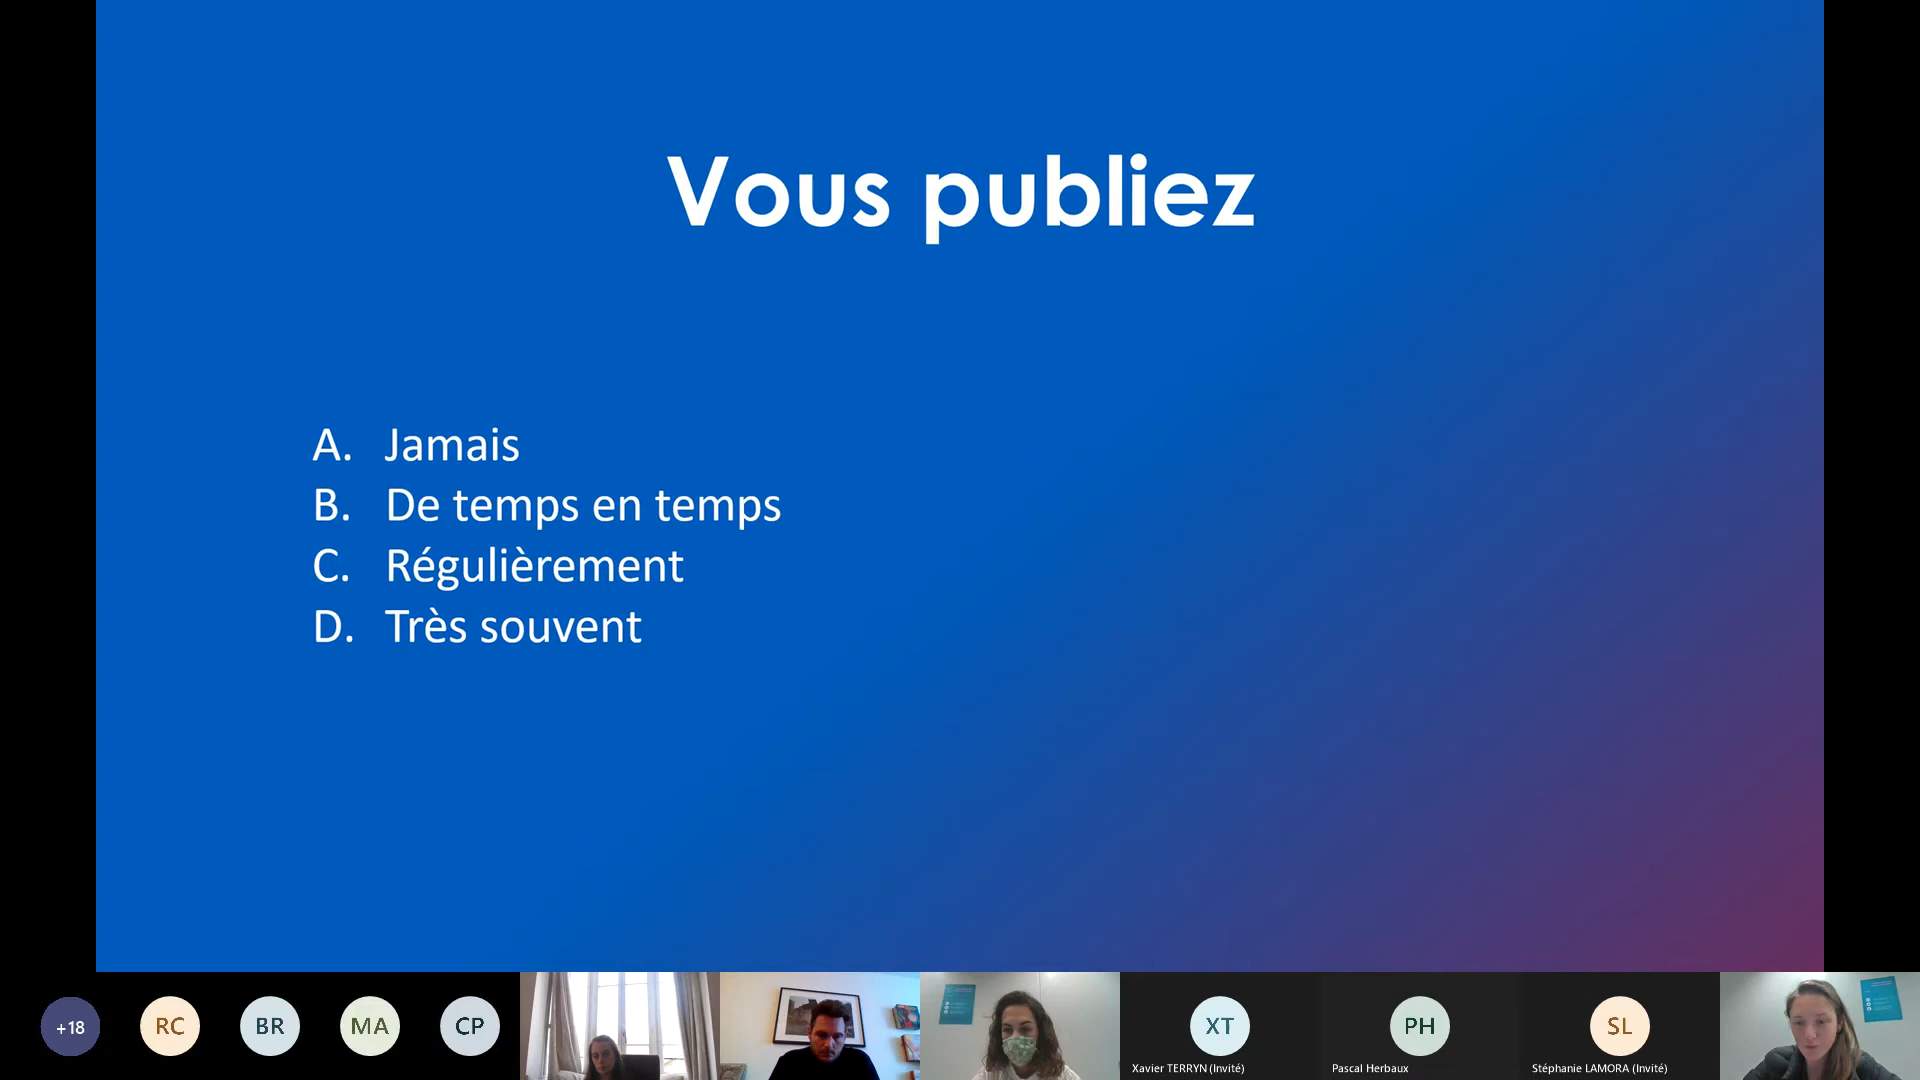 Vous publiez
A. Jamais
B. De temps en temps
C. Régulièrement
D. Très souvent
+18
RC
BR
MA
CP
XT
PH
SL
Xavier TERRYN (Invité)
Pascal Herbaux
Stéphanie LAMORA (Invité)